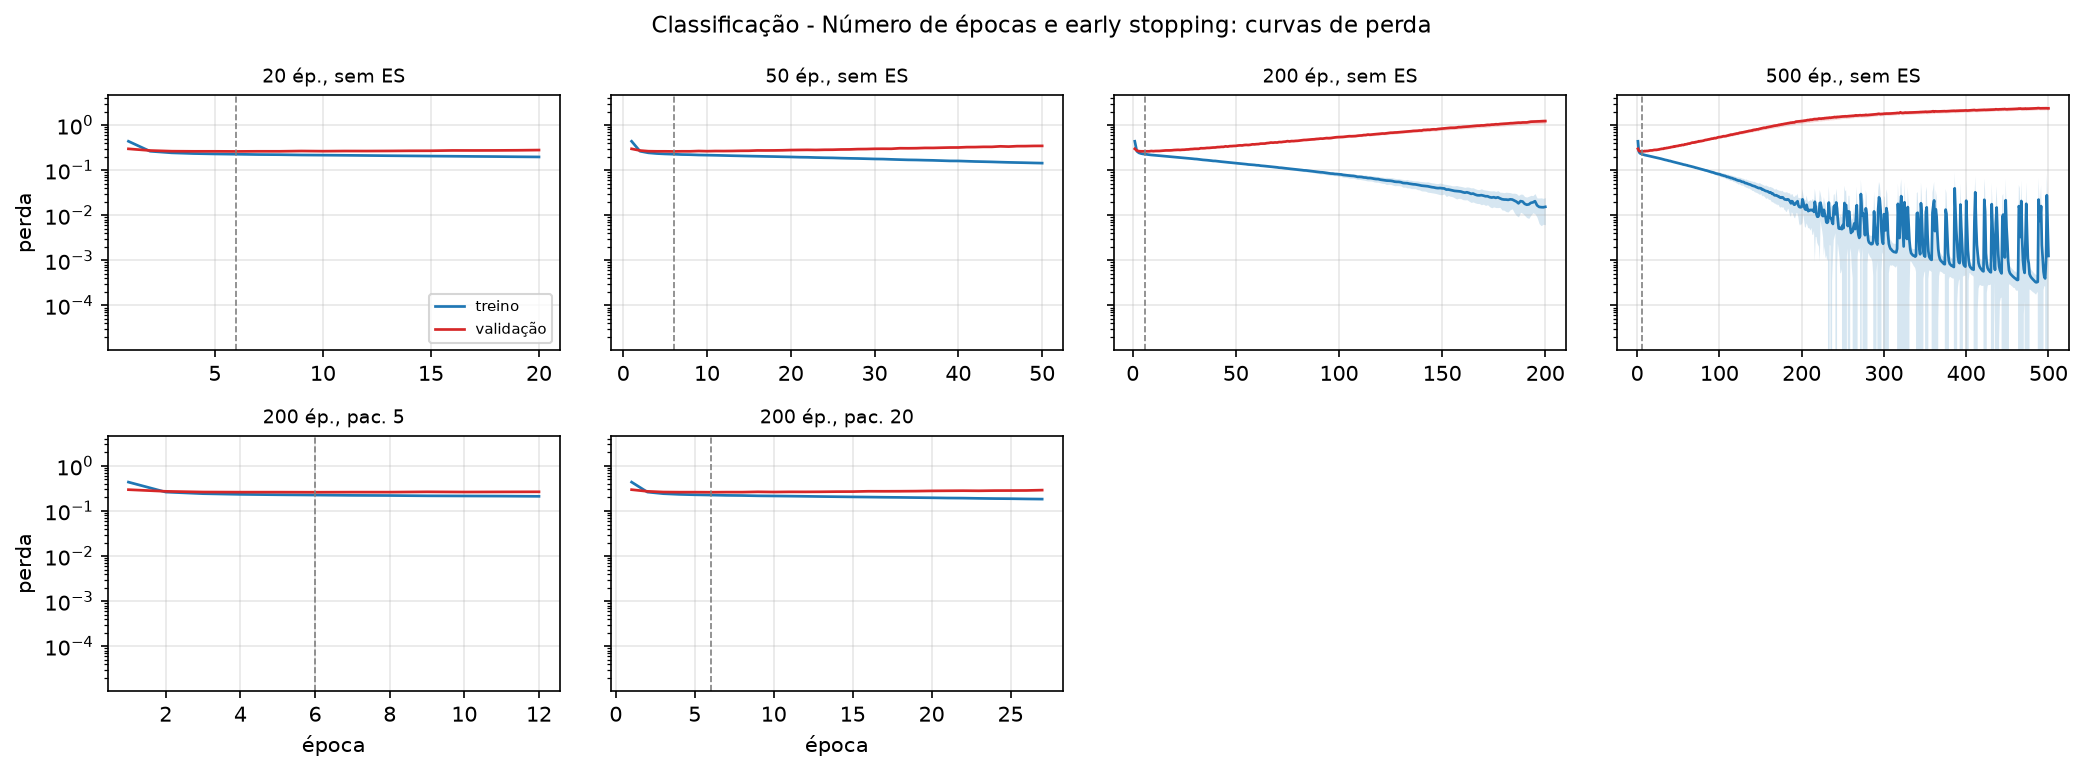 Classificação - Número de épocas e early stopping: curvas de perda
20 ép., sem ES
50 ép., sem ES
200 ép., sem ES
500 ép., sem ES
perda
10⁰
10⁻¹
10⁻²
10⁻³
10⁻⁴
treino
validação
5 10 15 20
0 10 20 30 40 50
0 50 100 150 200
0 100 200 300 400 500
200 ép., pac. 5
200 ép., pac. 20
perda
10⁰
10⁻¹
10⁻²
10⁻³
10⁻⁴
2 4 6 8 10 12
0 5 10 15 20 25
época
época